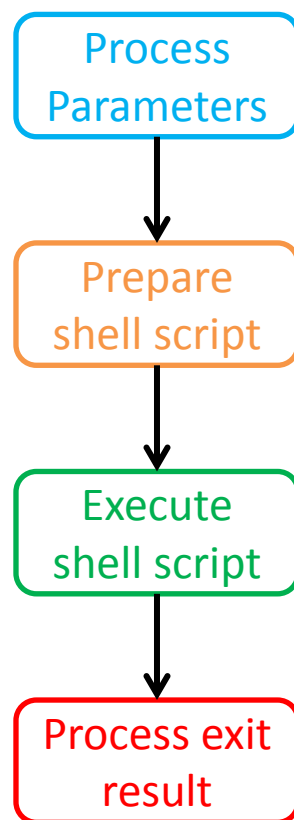 Process
Parameters
Prepare
shell script
Execute
shell script
Process exit
result